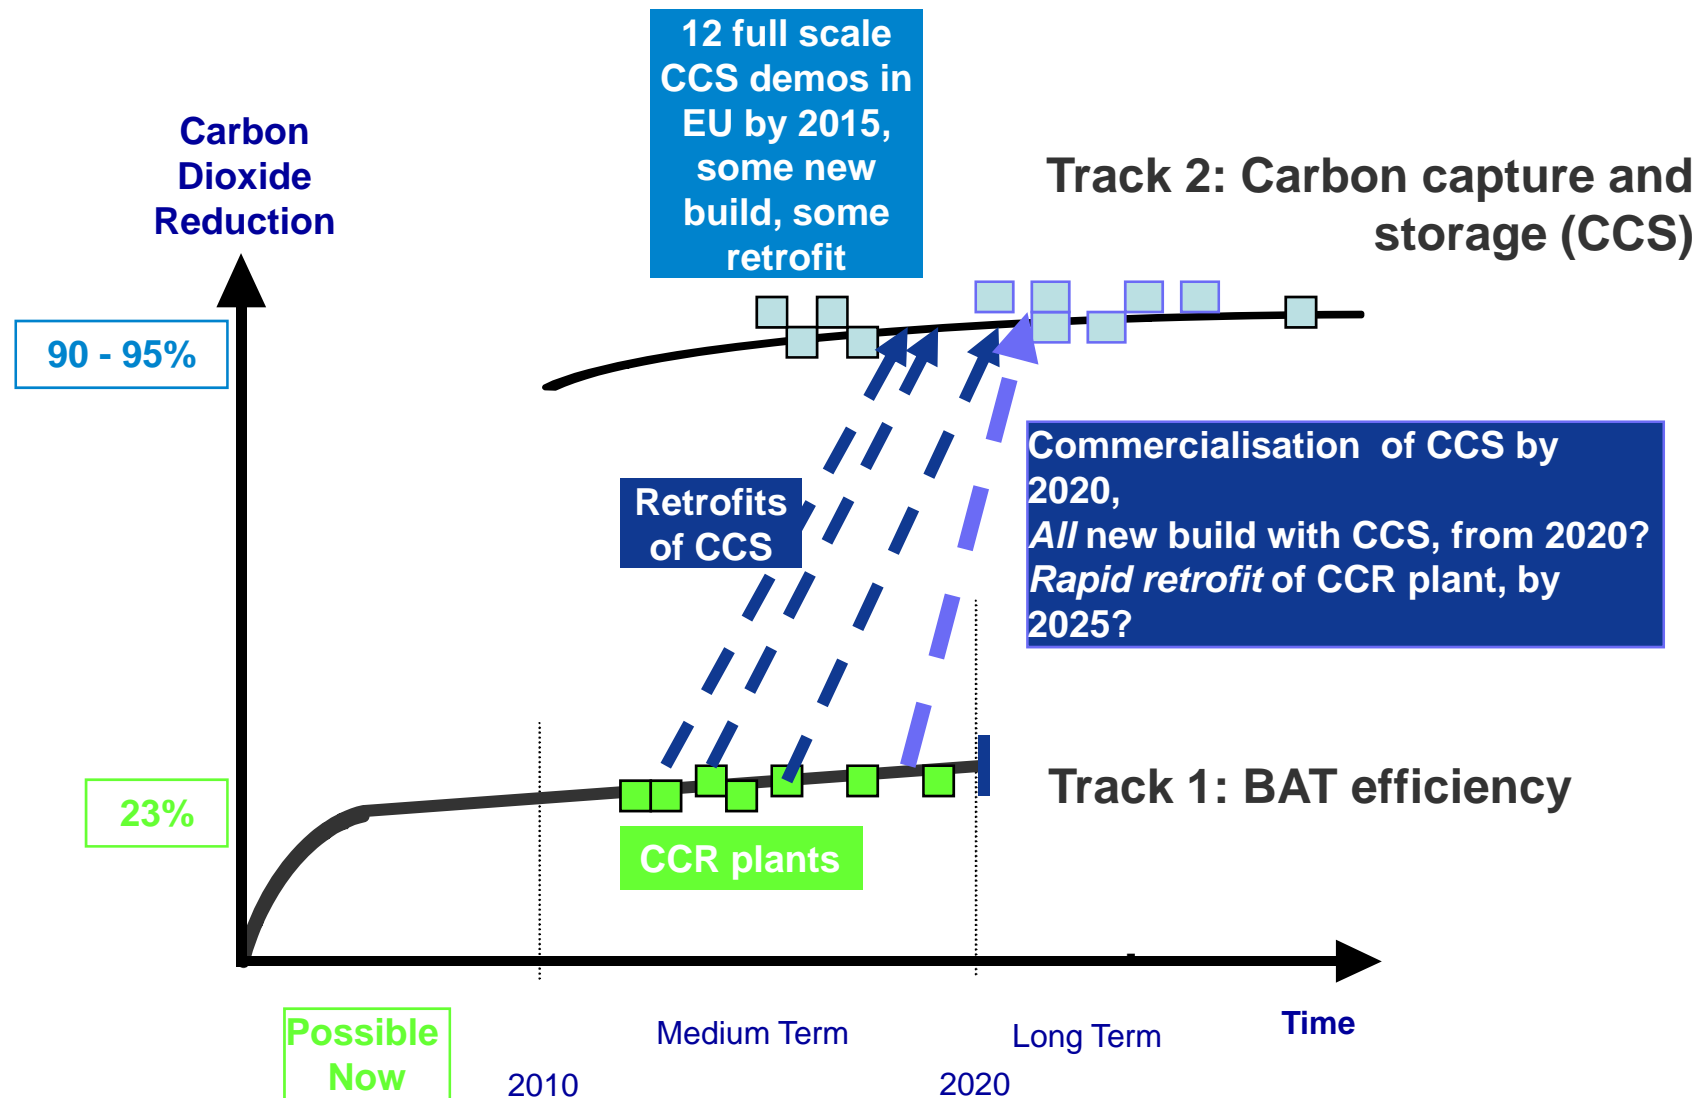 12 full scale
CCS demos in
EU by 2015,
some new
build, some
retrofit
Carbon
Dioxide
Reduction
Track 2: Carbon capture and
storage (CCS)
90 - 95%
Commercialisation of CCS by
2020,
All new build with CCS, from 2020?
Rapid retrofit of CCR plant, by
2025?
Retrofits
of CCS
23%
Track 1: BAT efficiency
CCR plants
Possible
Now
Medium Term
Long Term
Time
2010
2020